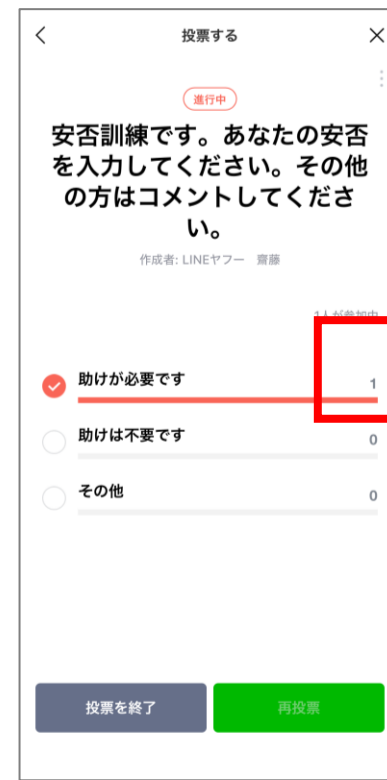 投票する
進行中
安否訓練です。あなたの安否
を入力してください。その他
の方はコメントしてくださ
い。
作成者: LINEヤフー 齋藤
1人が参加中
助けが必要です 1
助けは不要です 0
その他 0
投票を終了 再投票